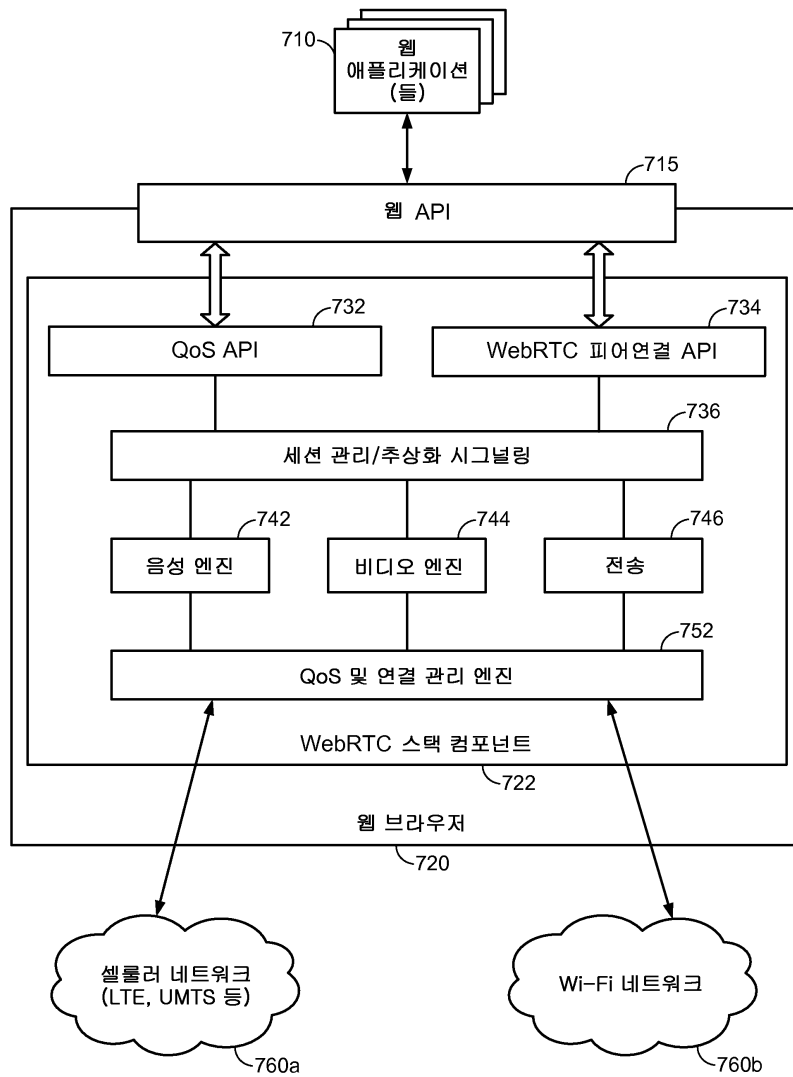 710
웹
애플리케이션
(들)
715
웹 API
732
QoS API
734
WebRTC 피어연결 API
736
세션 관리/추상화 시그널링
742
음성 엔진
744
비디오 엔진
746
전송
752
QoS 및 연결 관리 엔진
WebRTC 스택 컴포넌트
722
웹 브라우저
720
셀룰러 네트워크
(LTE, UMTS 등)
760a
Wi-Fi 네트워크
760b